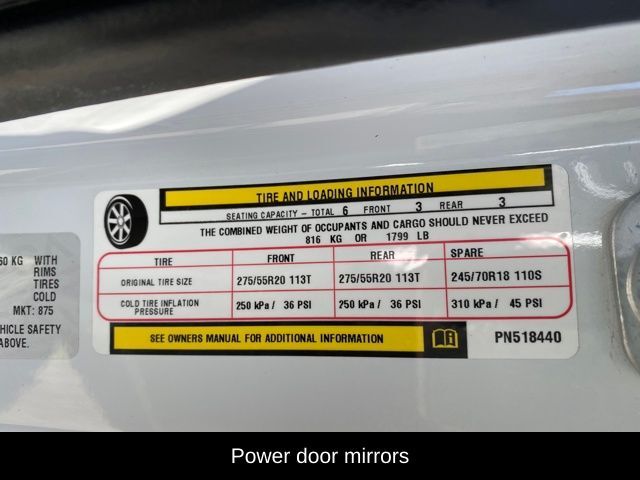 TIRE AND LOADING INFORMATION
SEATING CAPACITY - TOTAL 6 FRONT 3 REAR 3
THE COMBINED WEIGHT OF OCCUPANTS AND CARGO SHOULD NEVER EXCEED
816 KG OR 1799 LB
TIRE FRONT REAR SPARE
ORIGINAL TIRE SIZE 275/55R20 113T 275/55R20 113T 245/70R18 110S
COLD TIRE INFLATION PRESSURE 250 kPa / 36 PSI 250 kPa / 36 PSI 310 kPa / 45 PSI
SEE OWNERS MANUAL FOR ADDITIONAL INFORMATION
PN518440
60 KG WITH
RIMS
TIRES
COLD
MKT: 875
SAFETY
ABOVE.
Power door mirrors